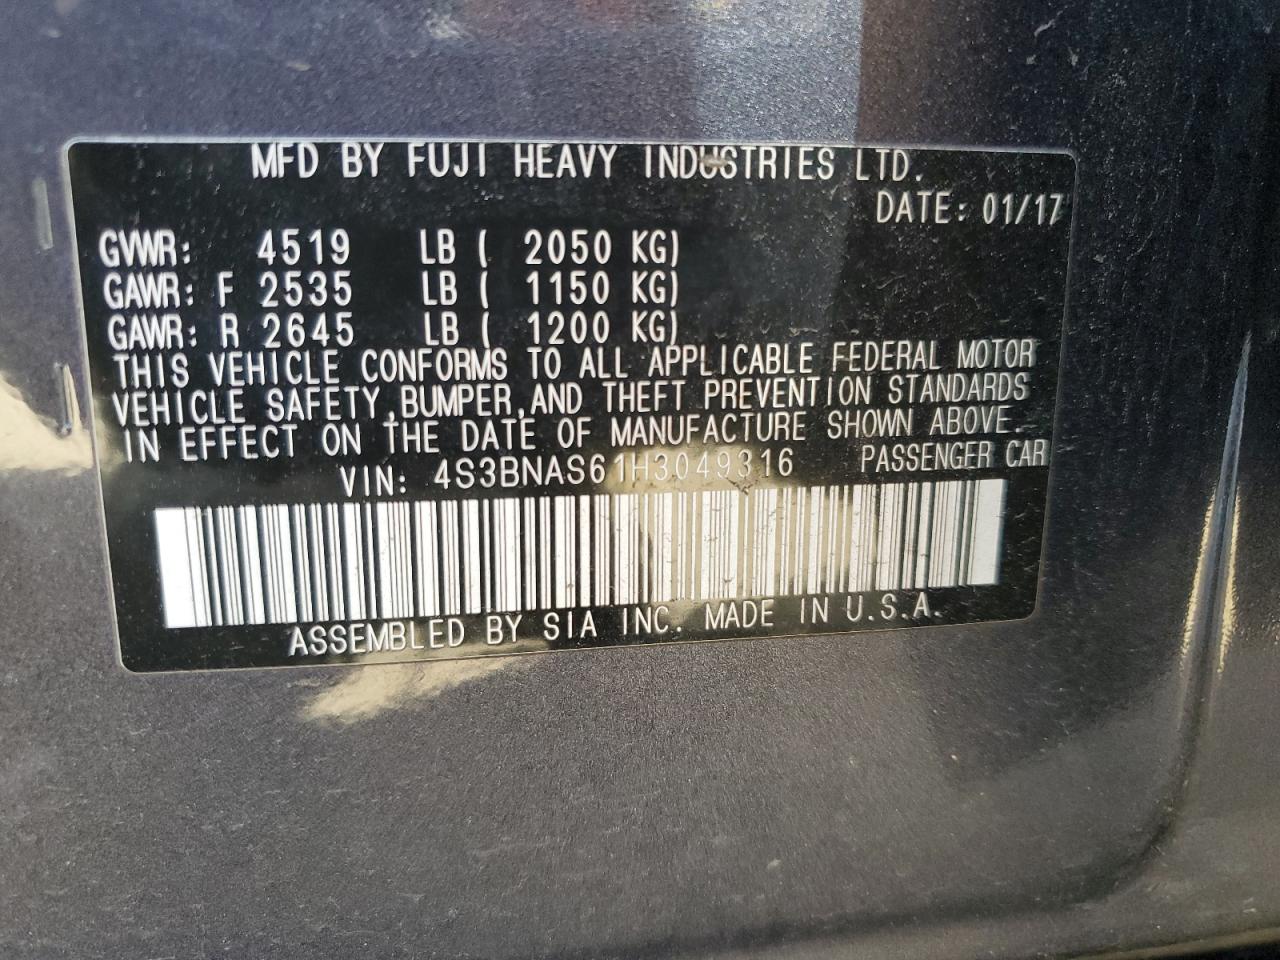 MFD BY FUJI HEAVY INDUSTRIES LTD.
DATE: 01/17
GVWR: 4519 LB ( 2050 KG)
GAWR: F 2535 LB ( 1150 KG)
GAWR: R 2645 LB ( 1200 KG)
THIS VEHICLE CONFORMS TO ALL APPLICABLE FEDERAL MOTOR
VEHICLE SAFETY,BUMPER,AND THEFT PREVENTION STANDARDS
IN EFFECT ON THE DATE OF MANUFACTURE SHOWN ABOVE.
VIN: 4S3BNAS61H3049316 PASSENGER CAR
ASSEMBLED BY SIA INC. MADE IN U.S.A.